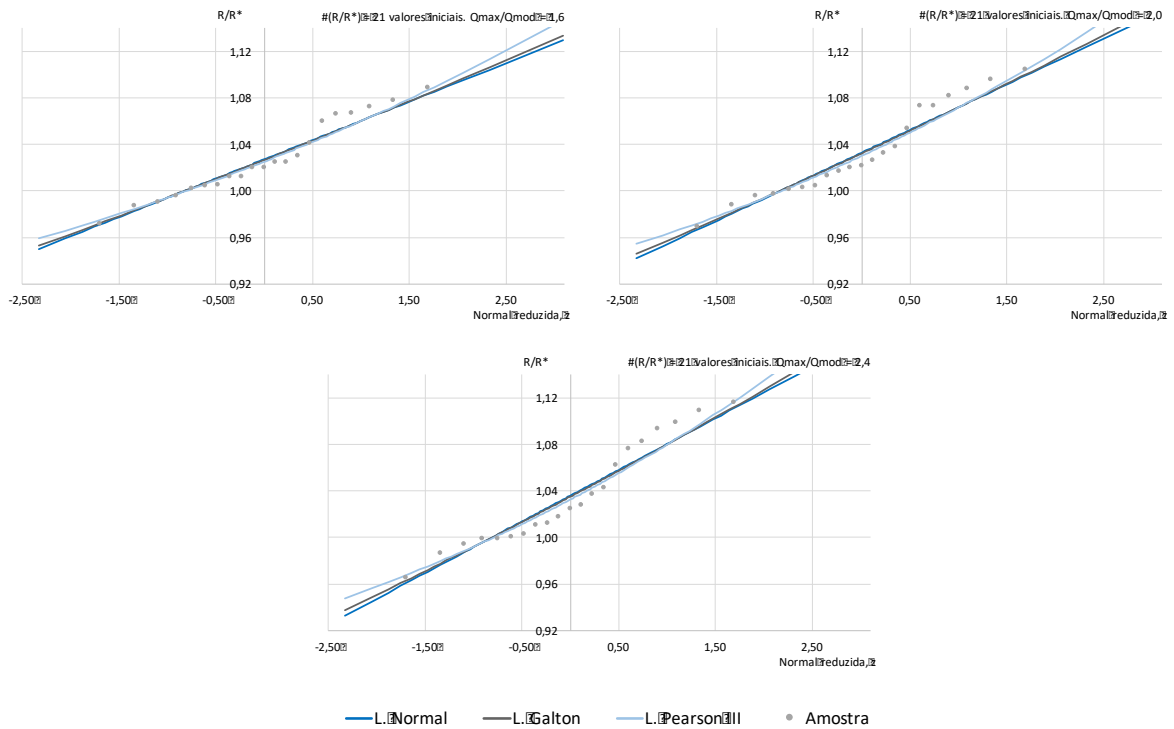 R/R* #(R/R*) = 21 valores iniciais. Qmax/Qmod = 1,6
1,12
1,08
1,04
1,00
0,96
0,92
-2,50 -1,50 -0,50 0,50 1,50 2,50
Normal reduzida, z
R/R* #(R/R*) = 21 valores iniciais. Qmax/Qmod = 2,0
1,12
1,08
1,04
1,00
0,96
0,92
-2,50 -1,50 -0,50 0,50 1,50 2,50
Normal reduzida, z
R/R* #(R/R*) = 21 valores iniciais. Qmax/Qmod = 2,4
1,12
1,08
1,04
1,00
0,96
0,92
-2,50 -1,50 -0,50 0,50 1,50 2,50
Normal reduzida, z
L. Normal L. Galton L. Pearson III Amostra